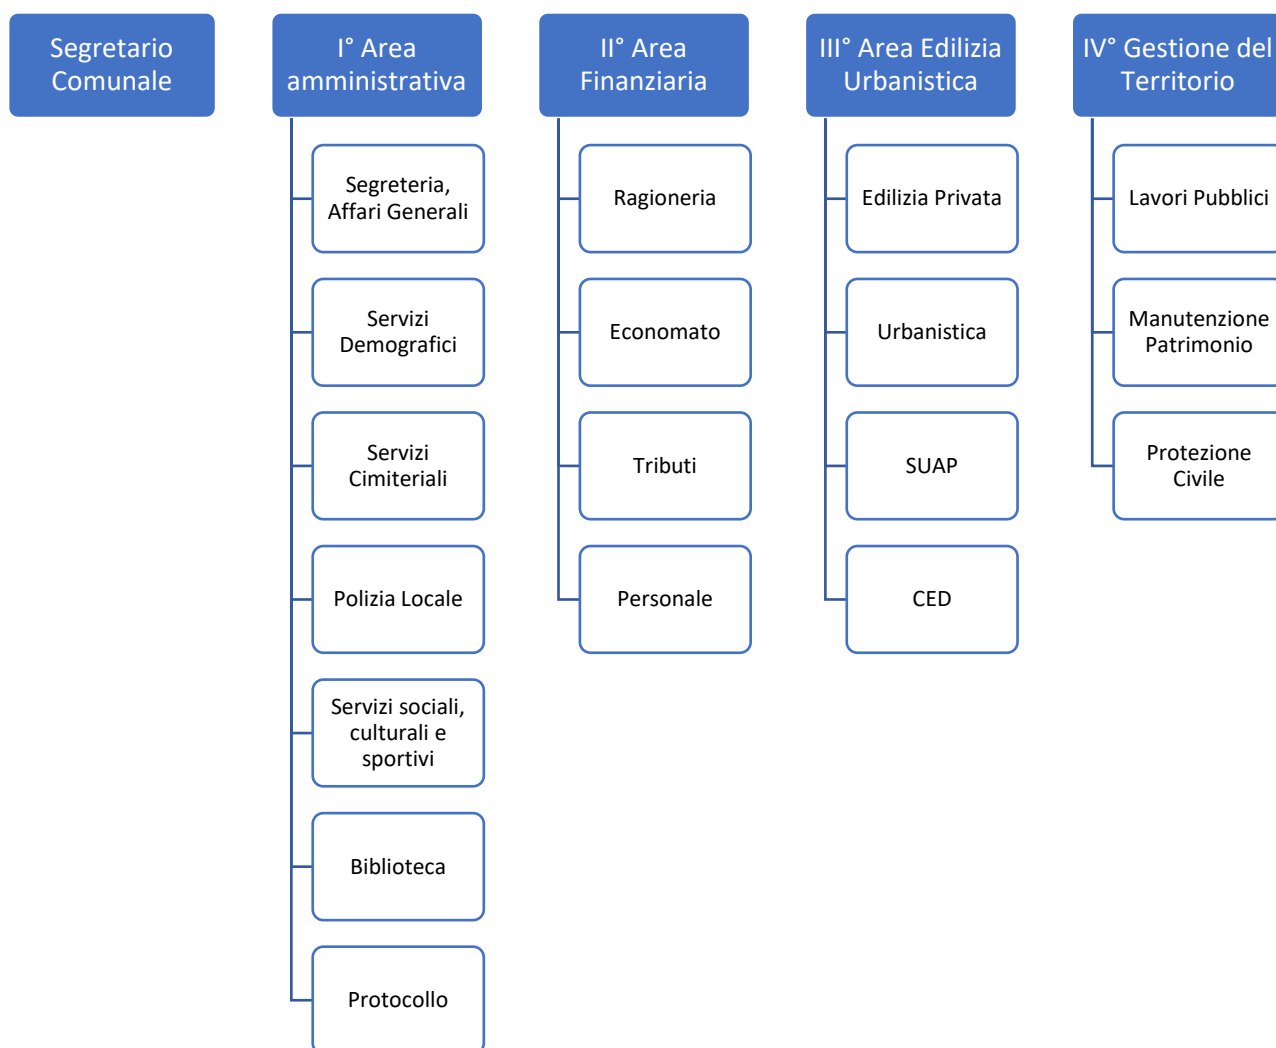 Segretario
Comunale
I° Area
amministrativa
Segreteria,
Affari Generali
Servizi
Demografici
Servizi
Cimiteriali
Polizia Locale
Servizi sociali,
culturali e
sportivi
Biblioteca
Protocollo
II° Area
Finanziaria
Ragioneria
Economato
Tributi
Personale
III° Area Edilizia
Urbanistica
Edilizia Privata
Urbanistica
SUAP
CED
IV° Gestione del
Territorio
Lavori Pubblici
Manutenzione
Patrimonio
Protezione
Civile